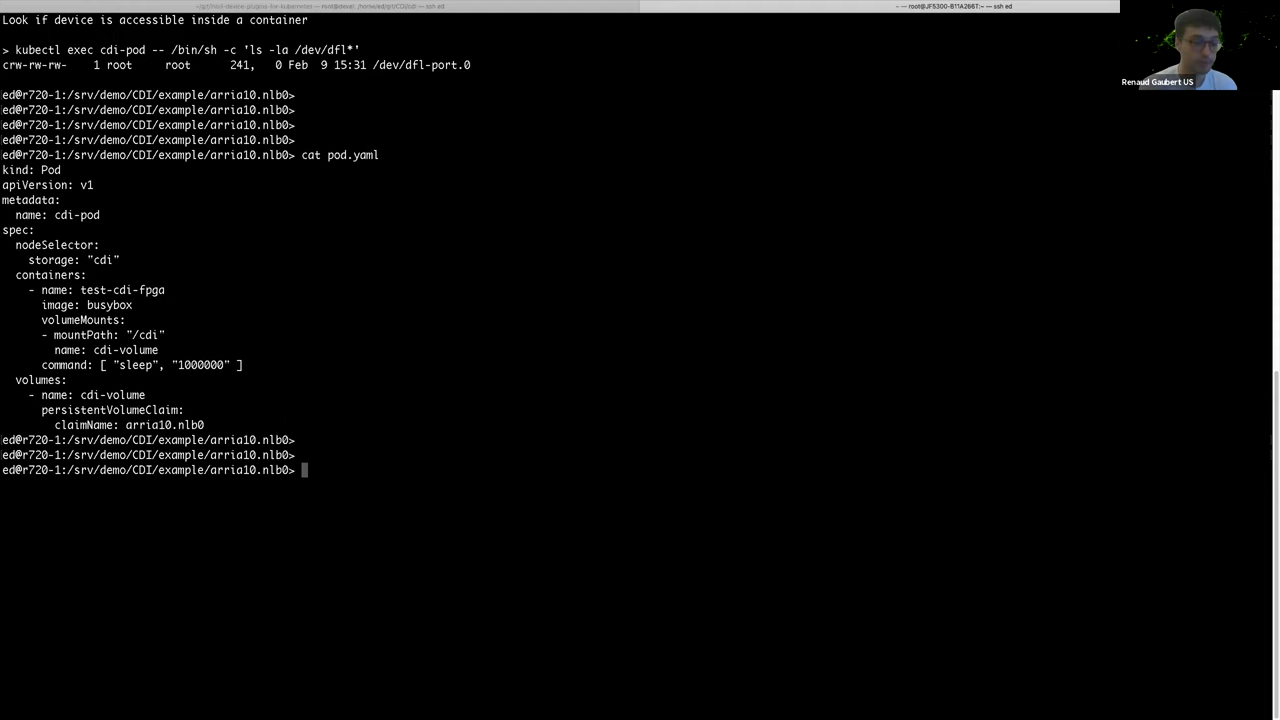 Look if device is accessible inside a container
> kubectl exec cdi-pod -- /bin/sh -c 'ls -la /dev/dfl*'
crw-rw-rw-    1 root     root      241,   0 Feb  9 15:31 /dev/dfl-port.0
ed@r720-1:/srv/demo/CDI/example/arria10.nlb0>
ed@r720-1:/srv/demo/CDI/example/arria10.nlb0>
ed@r720-1:/srv/demo/CDI/example/arria10.nlb0>
ed@r720-1:/srv/demo/CDI/example/arria10.nlb0>
ed@r720-1:/srv/demo/CDI/example/arria10.nlb0> cat pod.yaml
kind: Pod
apiVersion: v1
metadata:
  name: cdi-pod
spec:
  nodeSelector:
    storage: "cdi"
  containers:
    - name: test-cdi-fpga
      image: busybox
      volumeMounts:
      - mountPath: "/cdi"
        name: cdi-volume
      command: [ "sleep", "1000000" ]
  volumes:
    - name: cdi-volume
      persistentVolumeClaim:
        claimName: arria10.nlb0
ed@r720-1:/srv/demo/CDI/example/arria10.nlb0>
ed@r720-1:/srv/demo/CDI/example/arria10.nlb0>
ed@r720-1:/srv/demo/CDI/example/arria10.nlb0>
Renaud Gaubert US